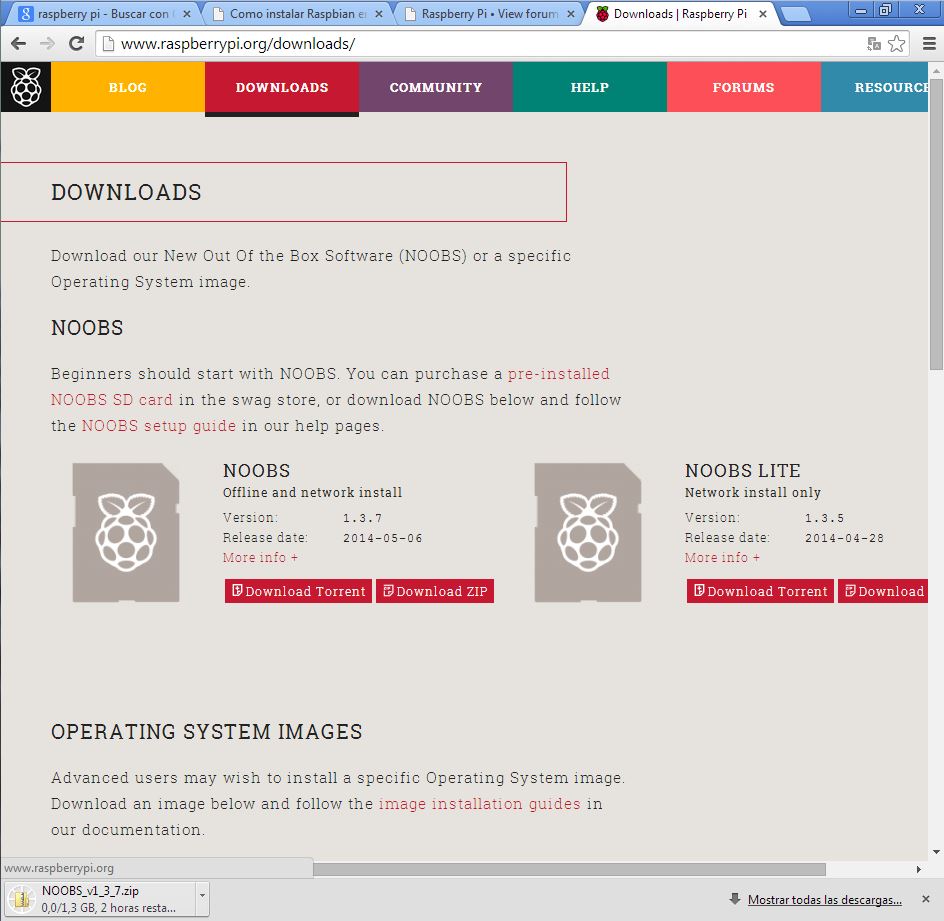 raspberry pi - Buscar con
Como instalar Raspbian en
Raspberry Pi • View forum
Downloads | Raspberry Pi
www.raspberrypi.org/downloads/
BLOG
DOWNLOADS
COMMUNITY
HELP
FORUMS
RESOURCE
DOWNLOADS
Download our New Out Of the Box Software (NOOBS) or a specific
Operating System image.
NOOBS
Beginners should start with NOOBS. You can purchase a pre-installed
NOOBS SD card in the swag store, or download NOOBS below and follow
the NOOBS setup guide in our help pages.
NOOBS
Offline and network install
Version: 1.3.7
Release date: 2014-05-06
More info +
Download Torrent
Download ZIP
NOOBS LITE
Network install only
Version: 1.3.5
Release date: 2014-04-28
More info +
Download Torrent
Download
OPERATING SYSTEM IMAGES
Advanced users may wish to install a specific Operating System image.
Download an image below and follow the image installation guides in
our documentation.
www.raspberrypi.org
NOOBS_v1_3_7.zip
0,0/1,3 GB, 2 horas resta...
Mostrar todas las descargas...